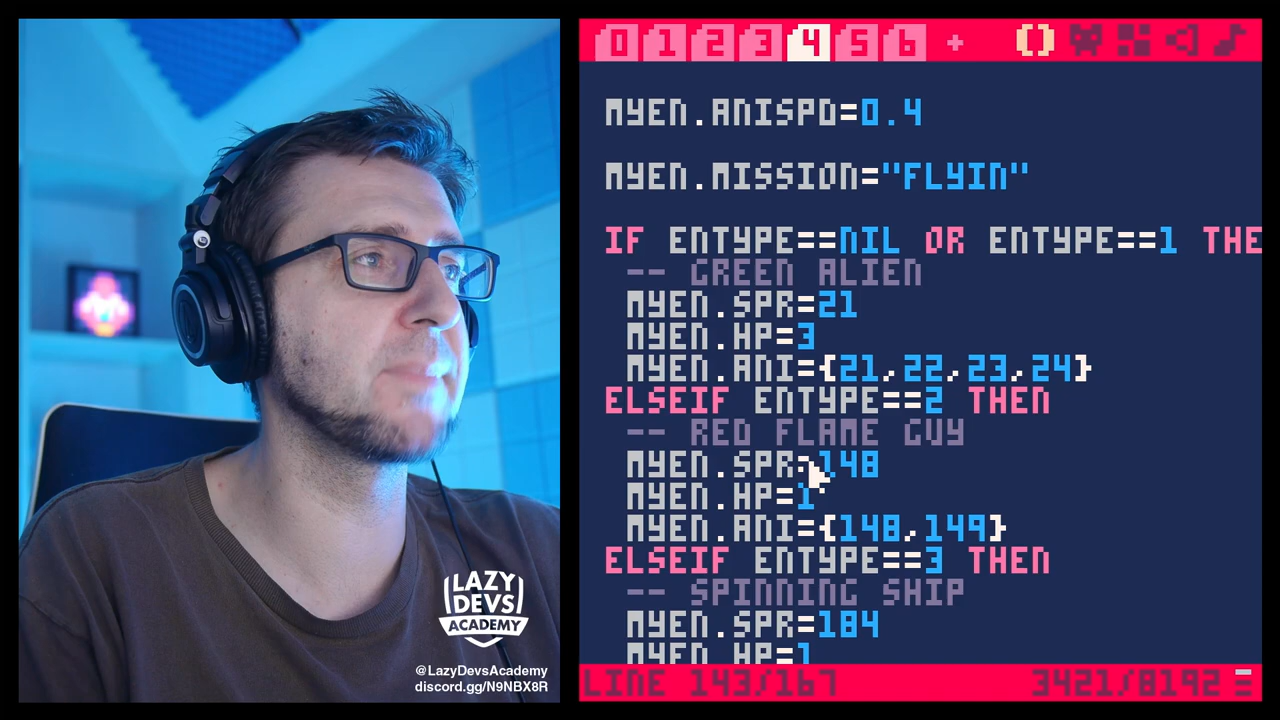 LAZY
DEVS
ACADEMY
@LazyDevsAcademy
discord.gg/N9NBX8R
0 1 2 3 4 5 6 +
MYEN.ANISPD=0.4
MYEN.MISSION="FLYIN"
IF ENTYPE==NIL OR ENTYPE==1 THE
-- GREEN ALIEN
MYEN.SPR=21
MYEN.HP=3
MYEN.ANI={21,22,23,24}
ELSEIF ENTYPE==2 THEN
-- RED FLAME GUY
MYEN.SPR=148
MYEN.HP=1
MYEN.ANI={148,149}
ELSEIF ENTYPE==3 THEN
-- SPINNING SHIP
MYEN.SPR=184
MYEN.HP=1
LINE 143/167 3421/8192